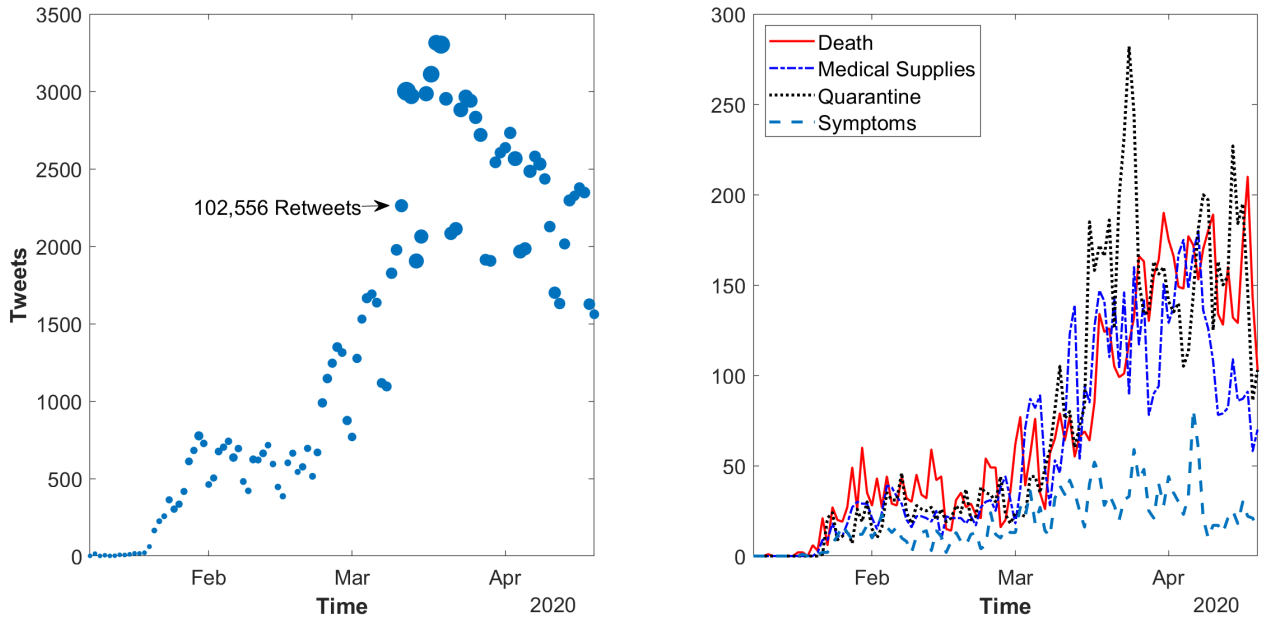 3500
3000
2500
2000
1500
1000
500
0
Tweets
102,556 Retweets
Feb
Mar
Apr
Time
2020
300
250
200
150
100
50
0
Death
Medical Supplies
Quarantine
Symptoms
Feb
Mar
Apr
Time
2020